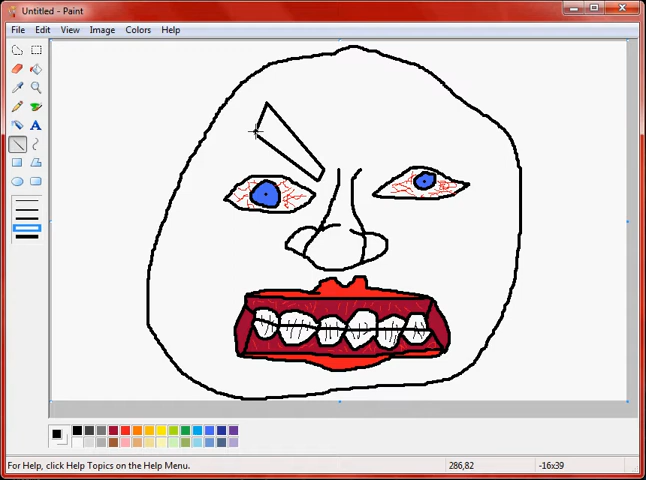 Untitled - Paint
File Edit View Image Colors Help
A
For Help, click Help Topics on the Help Menu. 286,82 -16x39